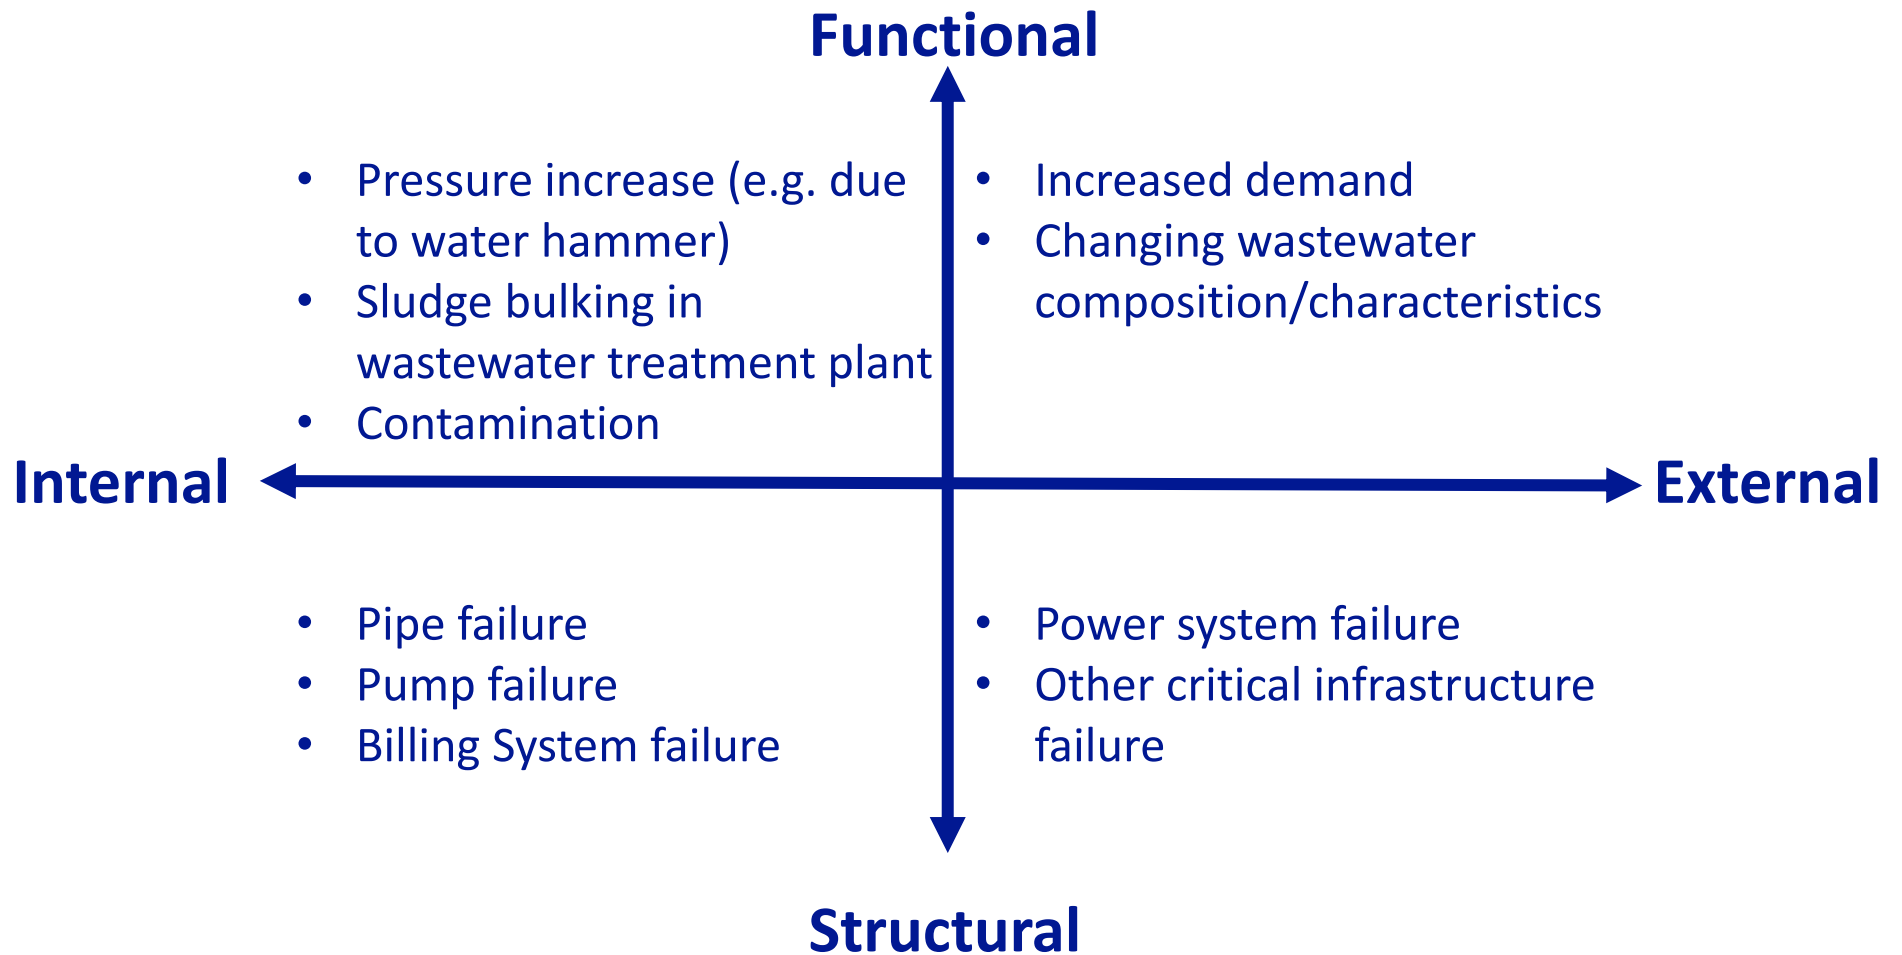 Functional
• Pressure increase (e.g. due
to water hammer)
• Sludge bulking in
wastewater treatment plant
• Contamination
• Increased demand
• Changing wastewater
composition/characteristics
Internal
External
• Pipe failure
• Pump failure
• Billing System failure
• Power system failure
• Other critical infrastructure
failure
Structural